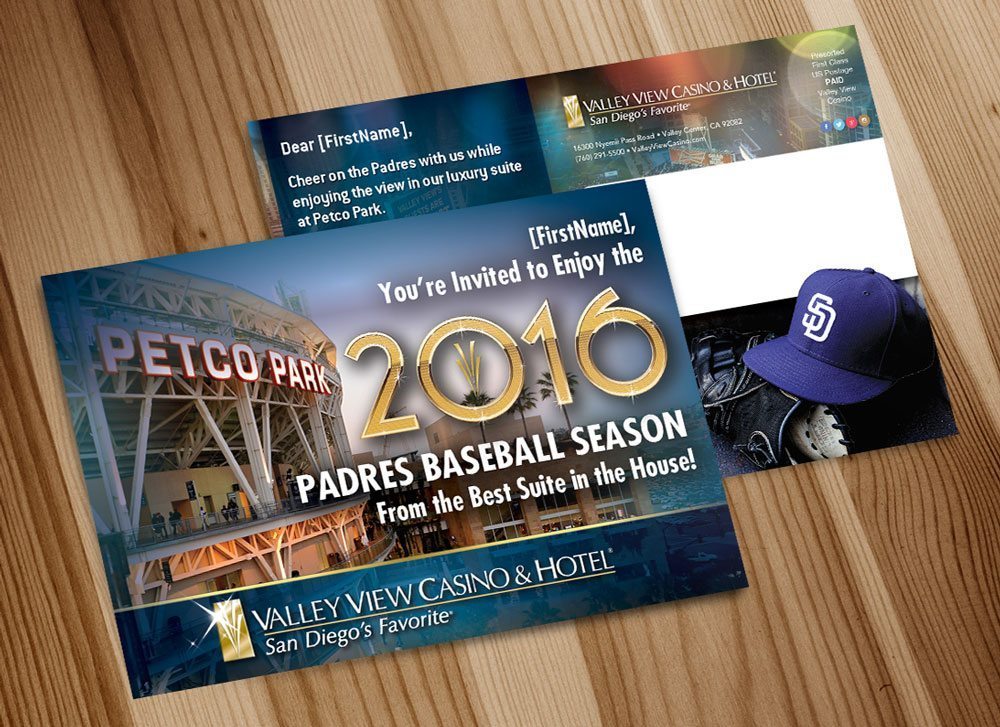 Dear [FirstName],
Cheer on the Padres with us while
enjoying the view in our luxury suite
at Petco Park.
VALLEY VIEW CASINO & HOTEL®
San Diego's Favorite®
16300 Nyemii Pass Road • Valley Center, CA 92082
(760) 291-5500 • ValleyViewCasino.com
Presorted
First Class
US Postage
PAID
Valley View
Casino
SD
[FirstName],
You're Invited to Enjoy the
2016
PADRES BASEBALL SEASON
From the Best Suite in the House!
PETCO PARK
VALLEY VIEW CASINO & HOTEL®
San Diego's Favorite®